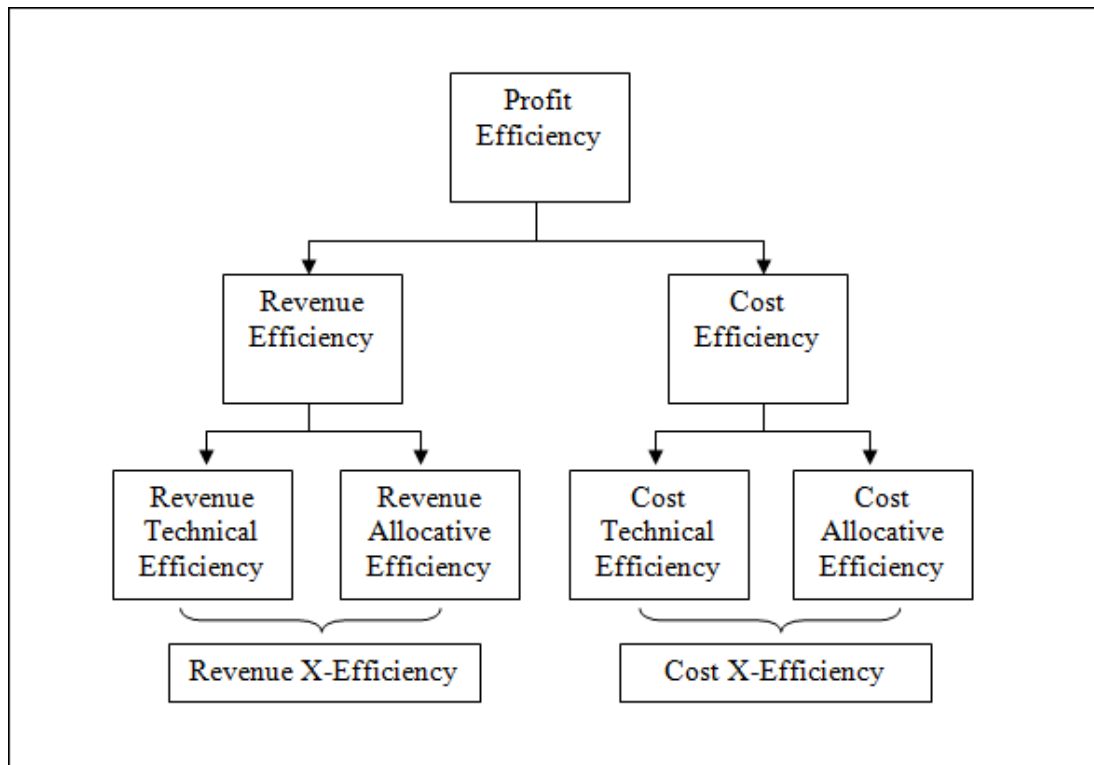 Profit
Efficiency
Revenue
Efficiency
Cost
Efficiency
Revenue
Technical
Efficiency
Revenue
Allocative
Efficiency
Cost
Technical
Efficiency
Cost
Allocative
Efficiency
Revenue X-Efficiency
Cost X-Efficiency